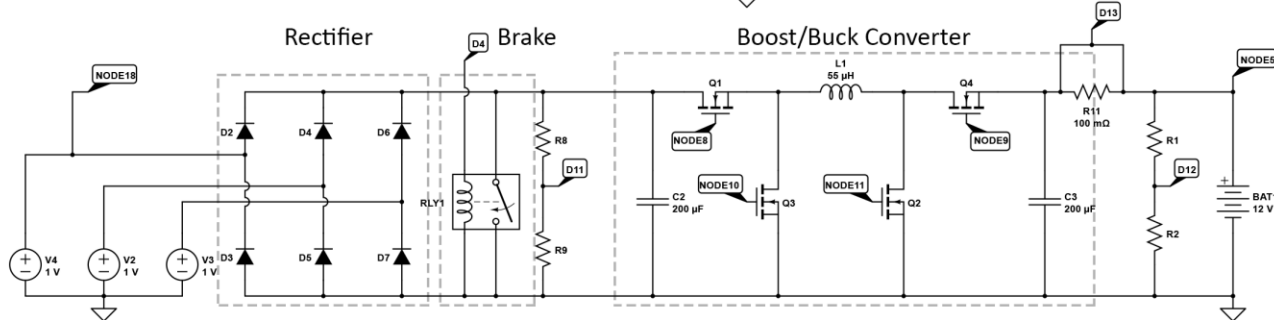 D13
Rectifier
D4
Brake
Boost/Buck Converter
NODE18
NODE5
L1
55 µH
Q1
Q4
R11
100 mΩ
D2
D4
D6
R8
NODE8
NODE9
R1
D11
D12
NODE10
NODE11
RLY1
C2
200 µF
Q3
Q2
C3
200 µF
BAT1
12 V
R9
R2
V4
1 V
V2
1 V
V3
1 V
D3
D5
D7